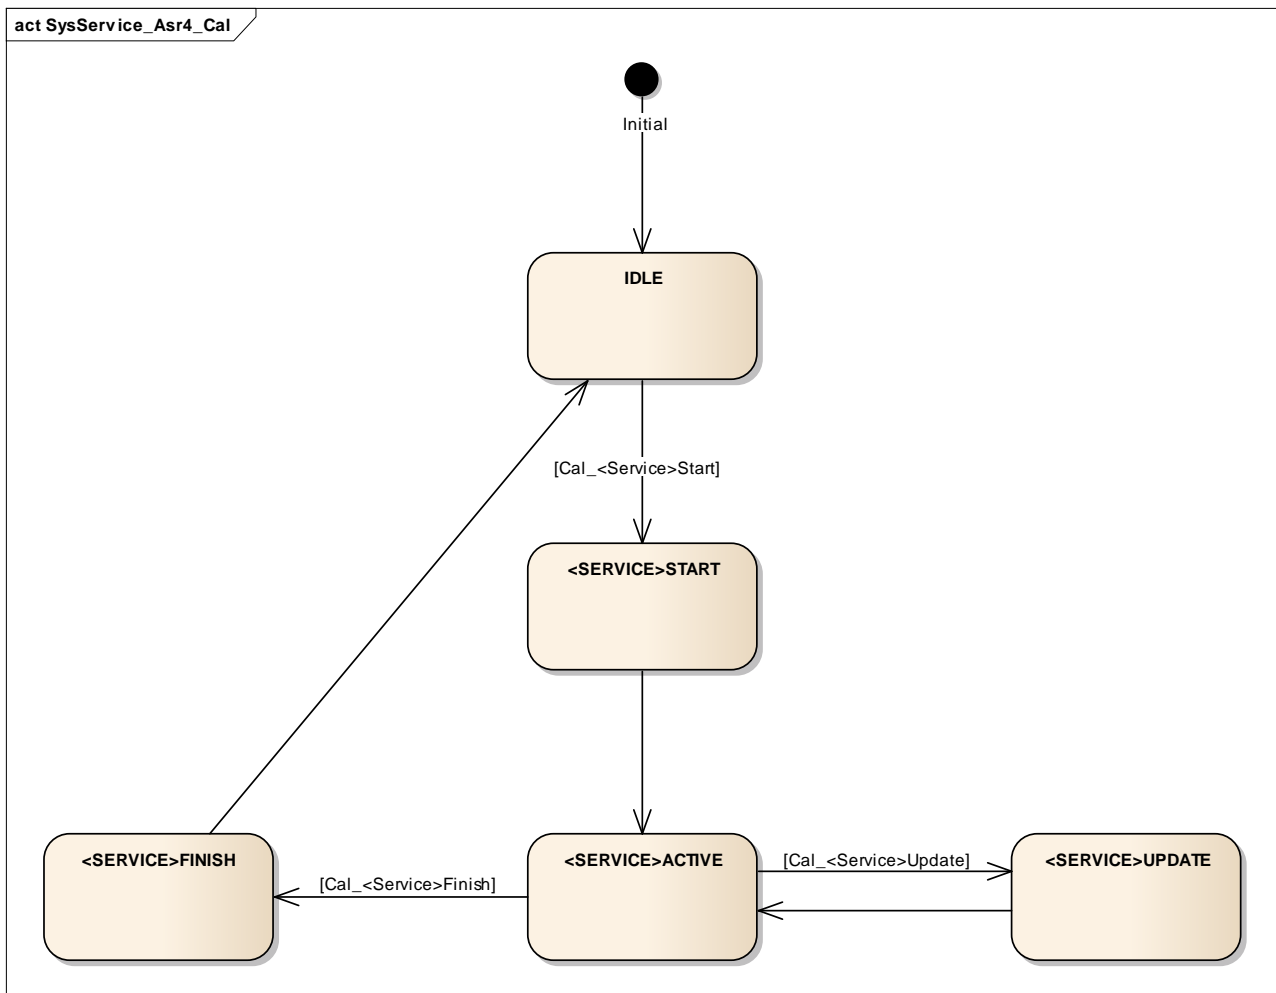 act SysService_Asr4_Cal
Initial
IDLE
[Cal_<Service>Start]
<SERVICE>START
<SERVICE>FINISH
<SERVICE>ACTIVE
<SERVICE>UPDATE
[Cal_<Service>Update]
[Cal_<Service>Finish]